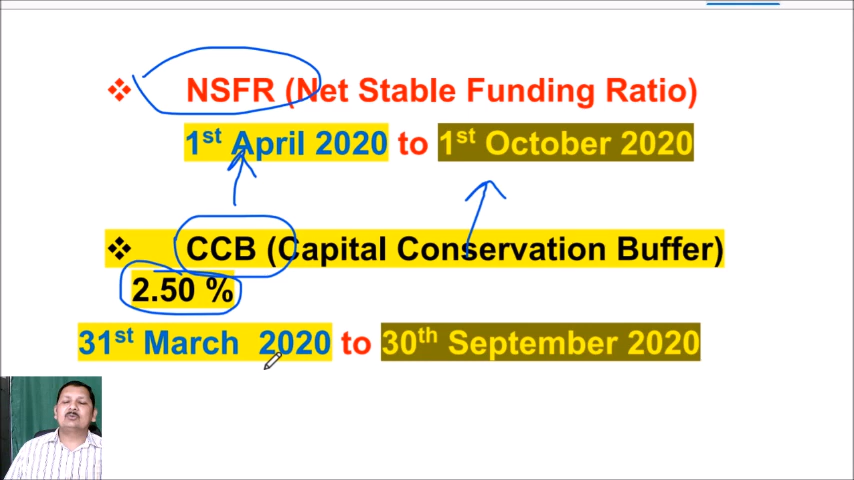 ❖ NSFR (Net Stable Funding Ratio)
1st April 2020 to 1st October 2020
❖ CCB (Capital Conservation Buffer)
2.50 %
31st March 2020 to 30th September 2020